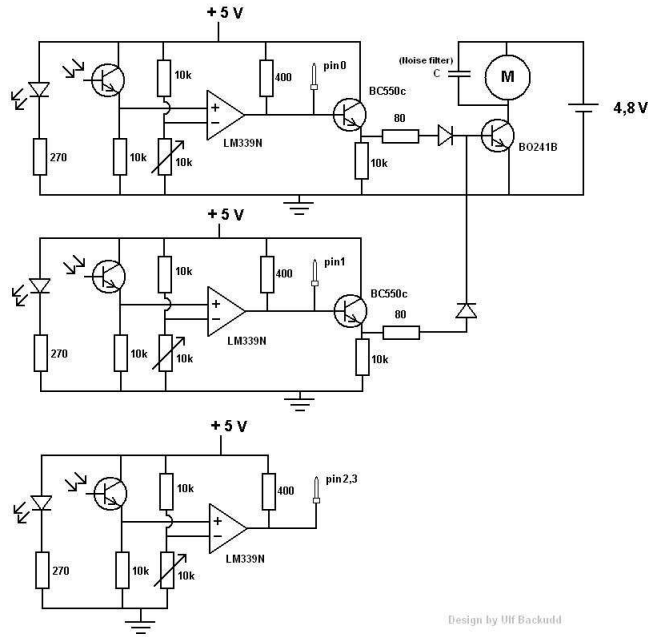 + 5 V
10k
400
pin0
(Noise filter)
C
M
BC550c
80
4,8 V
+
−
LM339N
270
10k
10k
10k
BO241B
+ 5 V
10k
400
pin1
BC550c
80
+
−
LM339N
270
10k
10k
10k
+ 5 V
10k
400
pin2,3
+
−
LM339N
270
10k
10k
Design by Ulf Backudd